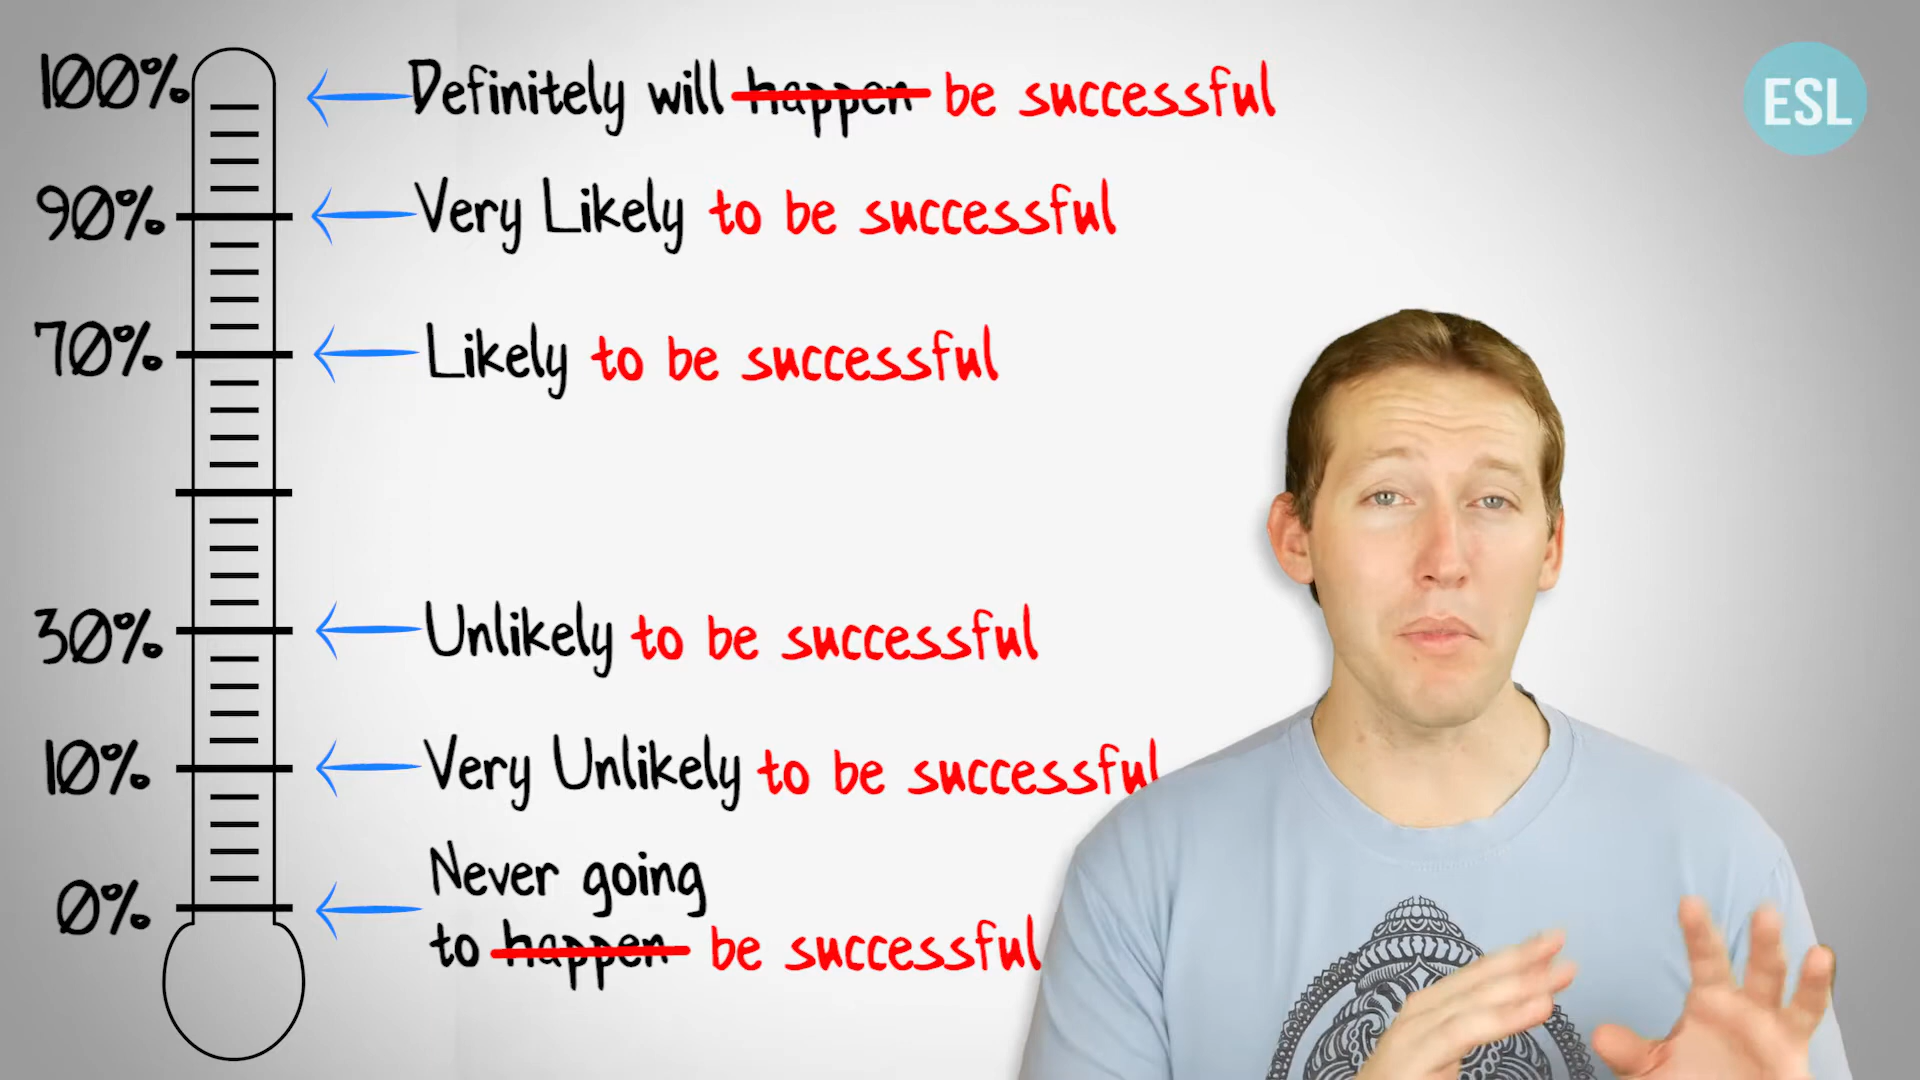 100% Definitely will happen be successful
ESL
90% Very Likely to be successful
70% Likely to be successful
30% Unlikely to be successful
10% Very Unlikely to be successful
Never going
0% to happen be successful